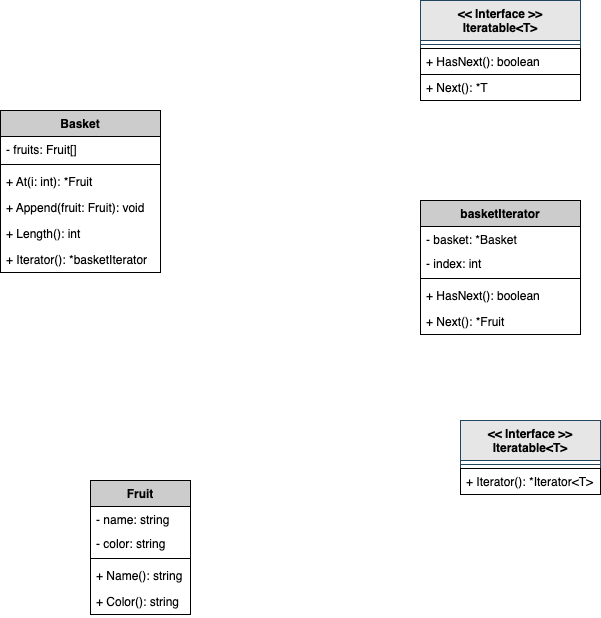 << Interface >>
Iteratable<T>
+ HasNext(): boolean
+ Next(): *T
Basket
- fruits: Fruit[]
+ At(i: int): *Fruit
+ Append(fruit: Fruit): void
+ Length(): int
+ Iterator(): *basketIterator
basketIterator
- basket: *Basket
- index: int
+ HasNext(): boolean
+ Next(): *Fruit
<< Interface >>
Iteratable<T>
+ Iterator(): *Iterator<T>
Fruit
- name: string
- color: string
+ Name(): string
+ Color(): string